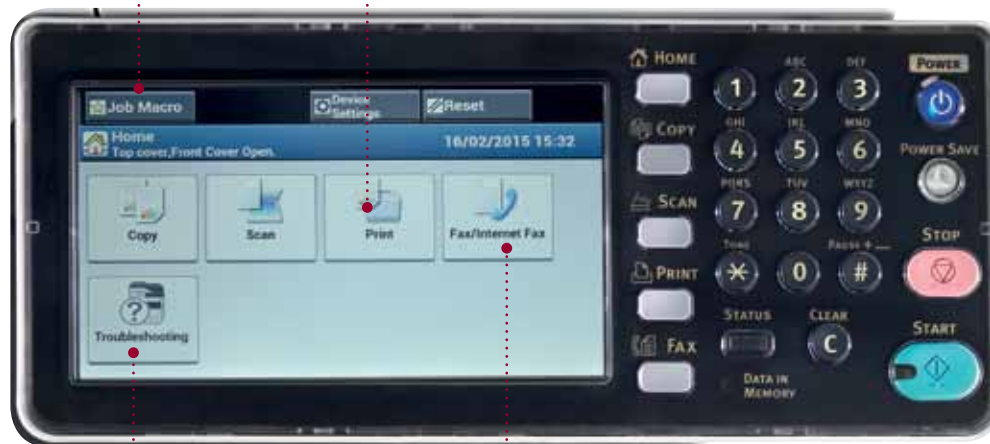 Job Macro
Device Settings
Reset
Home
Top cover,Front Cover Open.
16/02/2015 15:32
Copy
Scan
Print
Fax/Internet Fax
Troubleshooting
HOME
COPY
SCAN
PRINT
FAX
1
ABC
2
DEF
3
GHI
4
JKL
5
MNO
6
PQRS
7
TUV
8
WXYZ
9
TONE
0
PAUSE + _
#
STATUS
CLEAR
C
DATA IN
MEMORY
POWER
POWER SAVE
STOP
START